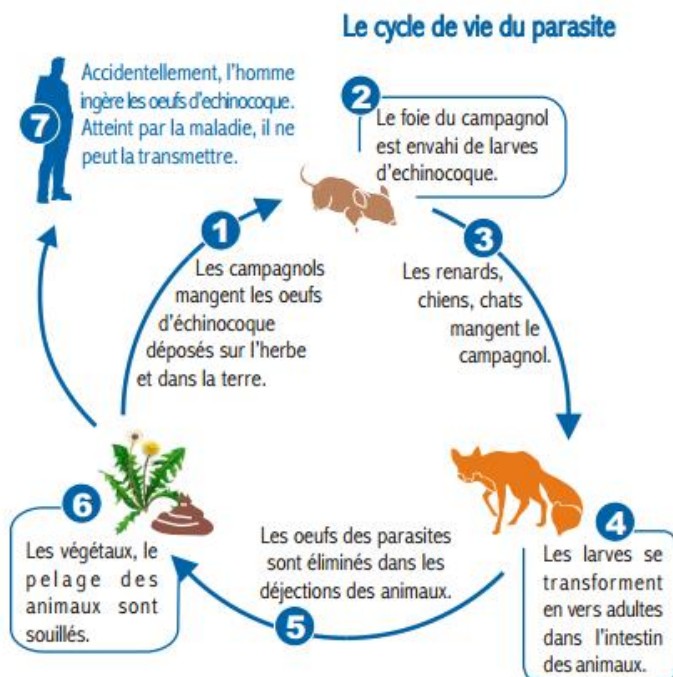 Le cycle de vie du parasite
1
Les campagnols
mangent les oeufs
d'échinocoque
déposés sur l'herbe
et dans la terre.
2
Le foie du campagnol
est envahi de larves
d'echinocoque.
3
Les renards,
chiens, chats
mangent le
campagnol.
4
Les larves se
transforment
en vers adultes
dans l'intestin
des animaux.
5
Les oeufs des parasites
sont éliminés dans les
déjections des animaux.
6
Les végétaux, le
pelage des
animaux sont
souillés.
7
Accidentellement, l'homme
ingère les oeufs d'echinocoque.
Atteint par la maladie, il ne
peut la transmettre.